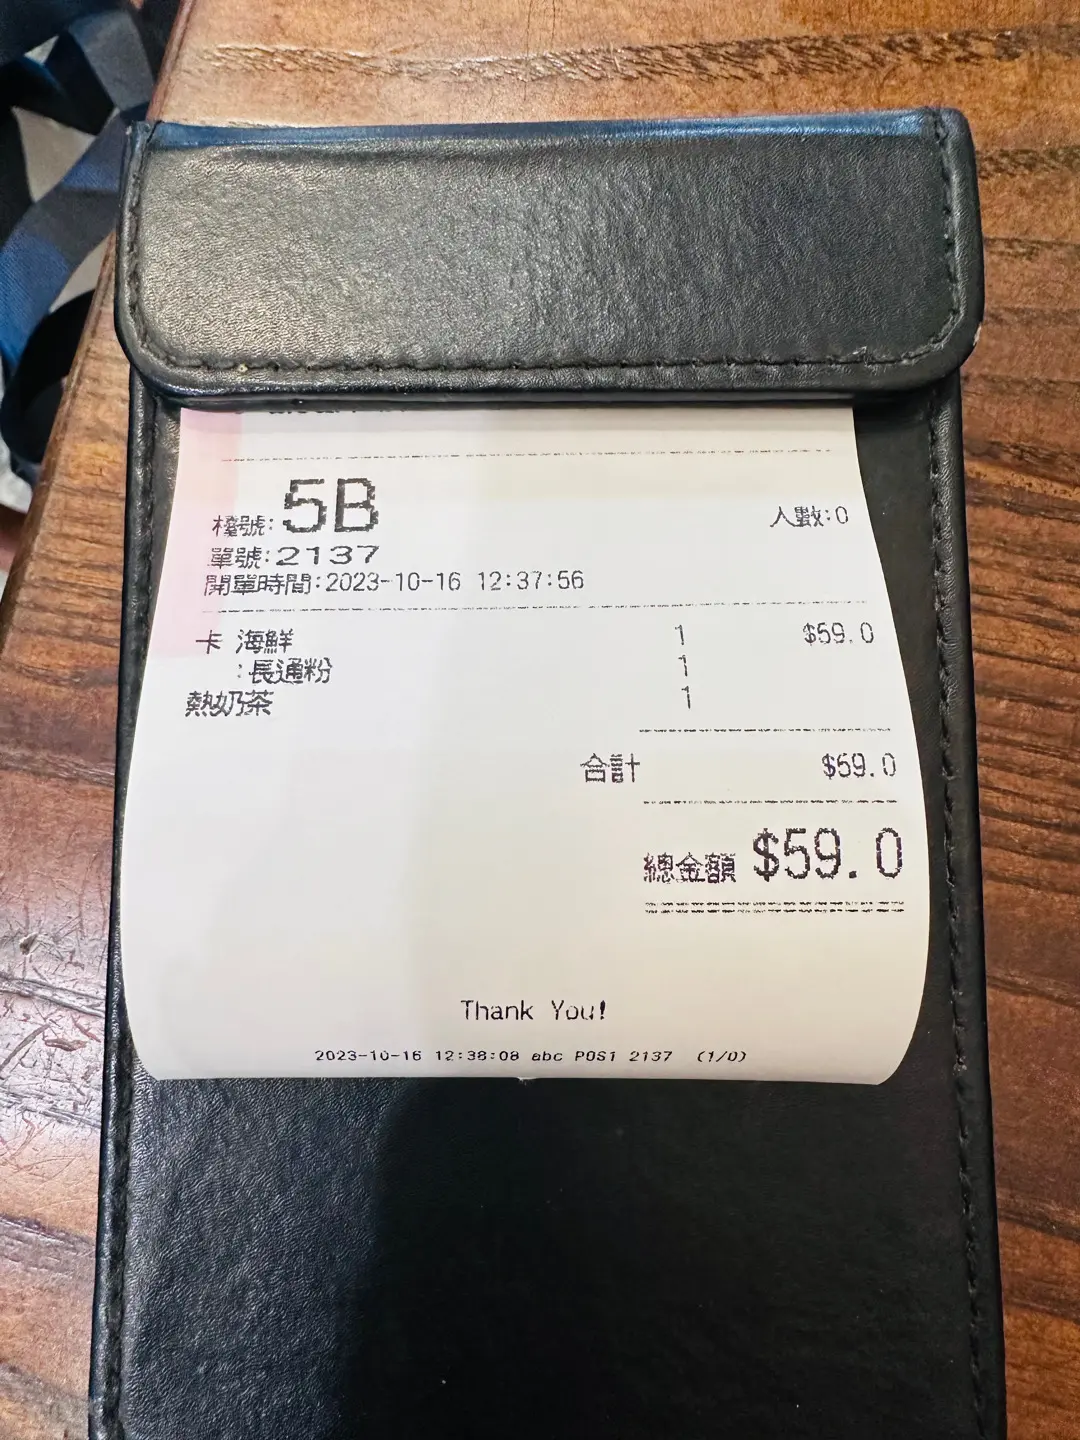 檯號:5B 人數:0
單號:2137
開單時間:2023-10-16 12:37:56
卡 海鮮 1 $59.0
:長通粉 1
熱奶茶 1
合計 $59.0
總金額 $59.0
Thank You!
2023-10-16 12:38:08 abc POS1 2137 (1/0)